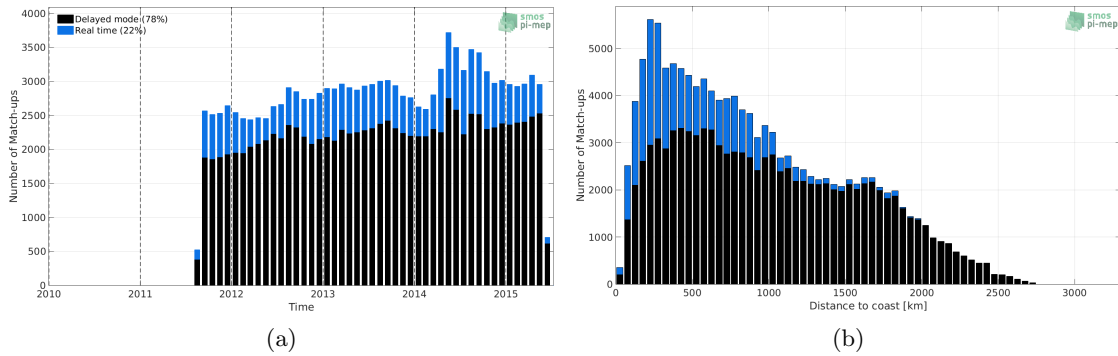 Delayed mode (78%)
Real time (22%)
smos
pi-mep
4000
3500
3000
2500
2000
1500
1000
500
0
Number of Match-ups
2010
2011
2012
2013
2014
2015
Time
(a)
smos
pi-mep
5000
4000
3000
2000
1000
0
Number of Match-ups
0
500
1000
1500
2000
2500
3000
Distance to coast [km]
(b)